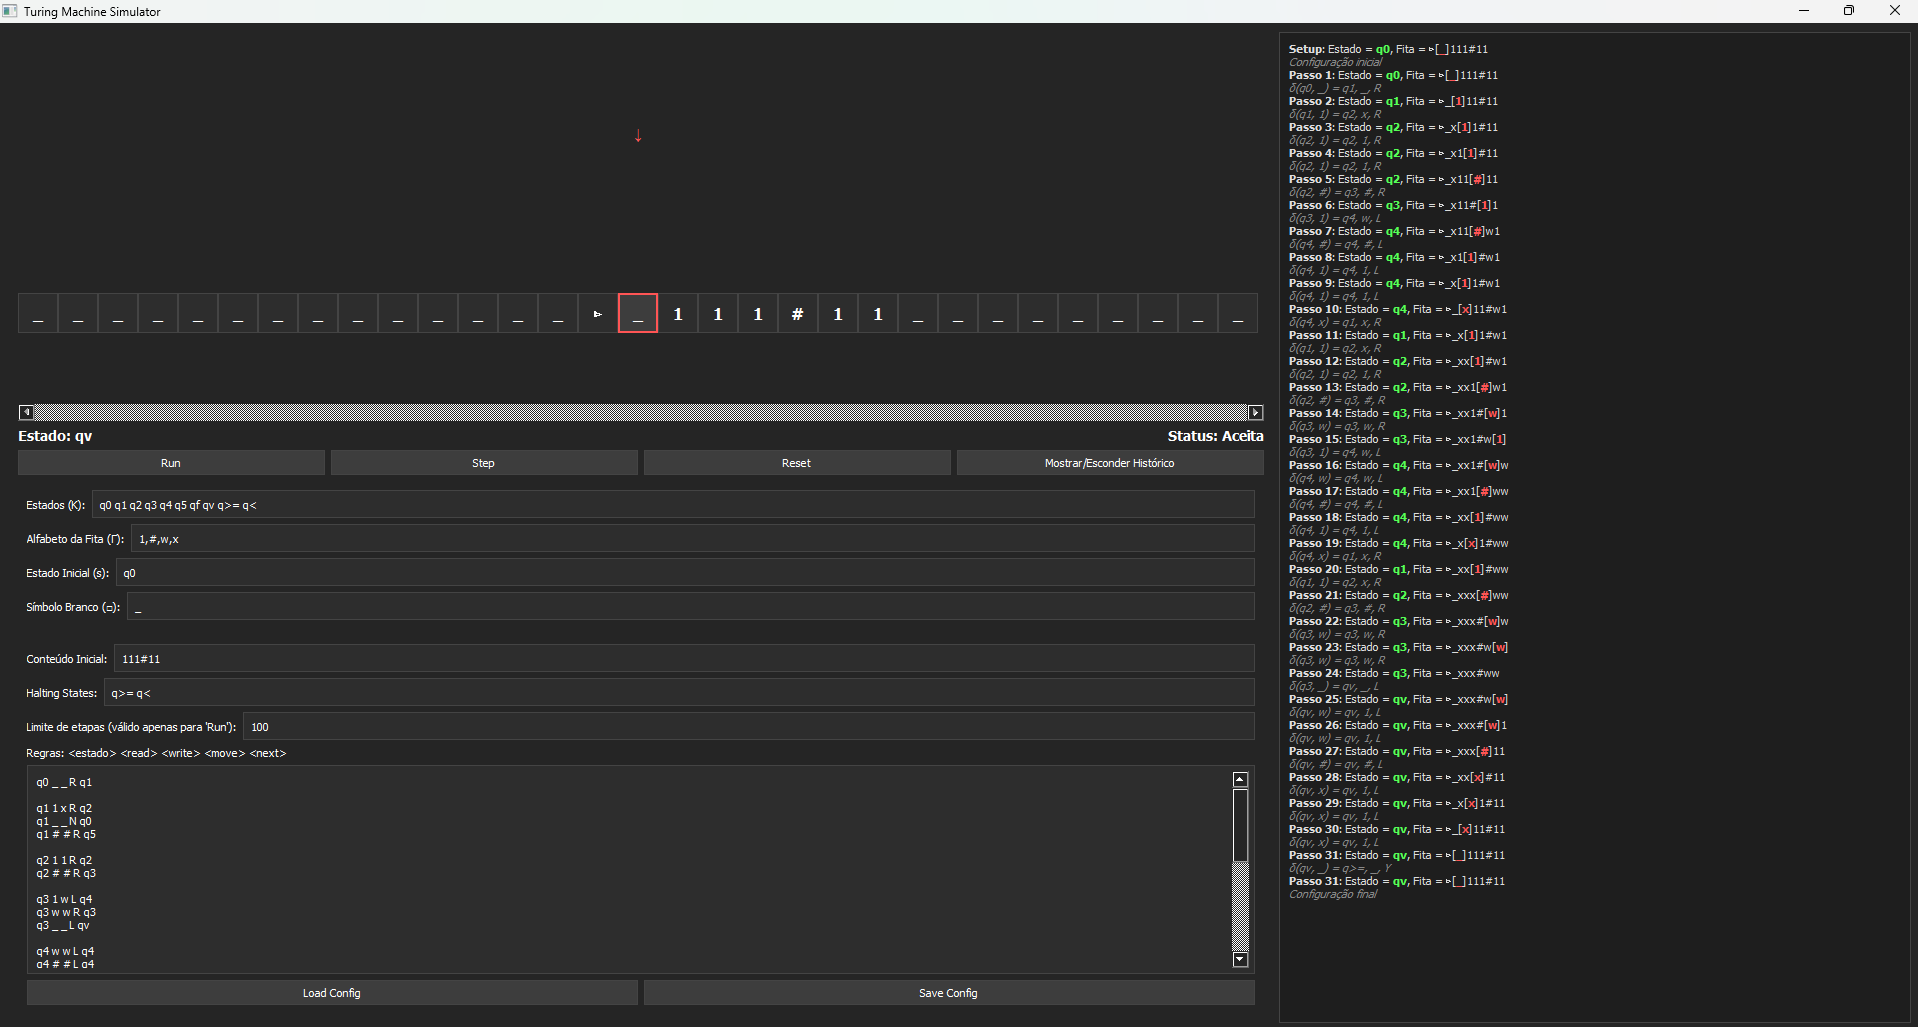 Turing Machine Simulator
↓
_ _ _ _ _ _ _ _ _ _ _ _ _ _ ▻ _ 1 1 1 # 1 1 _ _ _ _ _ _ _ _ _
Estado: qv
Status: Aceita
Run
Step
Reset
Mostrar/Esconder Histórico
Estados (K): q0 q1 q2 q3 q4 q5 qf qv q>= q<
Alfabeto da Fita (Γ): 1,#,w,x
Estado Inicial (s): q0
Símbolo Branco (□): _
Conteúdo Inicial: 111#11
Halting States: q>= q<
Limite de etapas (válido apenas para 'Run'): 100
Regras: <estado> <read> <write> <move> <next>
q0 _ _ R q1
q1 1 x R q2
q1 _ _ N q0
q1 # # R q5
q2 1 1 R q2
q2 # # R q3
q3 1 w L q4
q3 w w R q3
q3 _ _ L qv
q4 w w L q4
q4 # # L q4
Load Config
Save Config
Setup: Estado = q0, Fita = ▻[_]111#11
Configuração inicial
Passo 1: Estado = q0, Fita = ▻[_]111#11
δ(q0, _) = q1, _, R
Passo 2: Estado = q1, Fita = ▻_[1]11#11
δ(q1, 1) = q2, x, R
Passo 3: Estado = q2, Fita = ▻_x[1]1#11
δ(q2, 1) = q2, 1, R
Passo 4: Estado = q2, Fita = ▻_x1[1]#11
δ(q2, 1) = q2, 1, R
Passo 5: Estado = q2, Fita = ▻_x11[#]11
δ(q2, #) = q3, #, R
Passo 6: Estado = q3, Fita = ▻_x11#[1]1
δ(q3, 1) = q4, w, L
Passo 7: Estado = q4, Fita = ▻_x11[#]w1
δ(q4, #) = q4, #, L
Passo 8: Estado = q4, Fita = ▻_x1[1]#w1
δ(q4, 1) = q4, 1, L
Passo 9: Estado = q4, Fita = ▻_x[1]1#w1
δ(q4, 1) = q4, 1, L
Passo 10: Estado = q4, Fita = ▻_[x]11#w1
δ(q4, x) = q1, x, R
Passo 11: Estado = q1, Fita = ▻_x[1]1#w1
δ(q1, 1) = q2, x, R
Passo 12: Estado = q2, Fita = ▻_xx[1]#w1
δ(q2, 1) = q2, 1, R
Passo 13: Estado = q2, Fita = ▻_xx1[#]w1
δ(q2, #) = q3, #, R
Passo 14: Estado = q3, Fita = ▻_xx1#[w]1
δ(q3, w) = q3, w, R
Passo 15: Estado = q3, Fita = ▻_xx1#w[1]
δ(q3, 1) = q4, w, L
Passo 16: Estado = q4, Fita = ▻_xx1#[w]w
δ(q4, w) = q4, w, L
Passo 17: Estado = q4, Fita = ▻_xx1[#]ww
δ(q4, #) = q4, #, L
Passo 18: Estado = q4, Fita = ▻_xx[1]#ww
δ(q4, 1) = q4, 1, L
Passo 19: Estado = q4, Fita = ▻_x[x]1#ww
δ(q4, x) = q1, x, R
Passo 20: Estado = q1, Fita = ▻_xx[1]#ww
δ(q1, 1) = q2, x, R
Passo 21: Estado = q2, Fita = ▻_xxx[#]ww
δ(q2, #) = q3, #, R
Passo 22: Estado = q3, Fita = ▻_xxx#[w]w
δ(q3, w) = q3, w, R
Passo 23: Estado = q3, Fita = ▻_xxx#w[w]
δ(q3, w) = q3, w, R
Passo 24: Estado = q3, Fita = ▻_xxx#ww
δ(q3, _) = qv, _, L
Passo 25: Estado = qv, Fita = ▻_xxx#w[w]
δ(qv, w) = qv, 1, L
Passo 26: Estado = qv, Fita = ▻_xxx#[w]1
δ(qv, w) = qv, 1, L
Passo 27: Estado = qv, Fita = ▻_xxx[#]11
δ(qv, #) = qv, #, L
Passo 28: Estado = qv, Fita = ▻_xx[x]#11
δ(qv, x) = qv, 1, L
Passo 29: Estado = qv, Fita = ▻_x[x]1#11
δ(qv, x) = qv, 1, L
Passo 30: Estado = qv, Fita = ▻_[x]11#11
δ(qv, x) = qv, 1, L
Passo 31: Estado = qv, Fita = ▻[_]111#11
δ(qv, _) = q>=, _, Y
Passo 31: Estado = qv, Fita = ▻[_]111#11
Configuração final